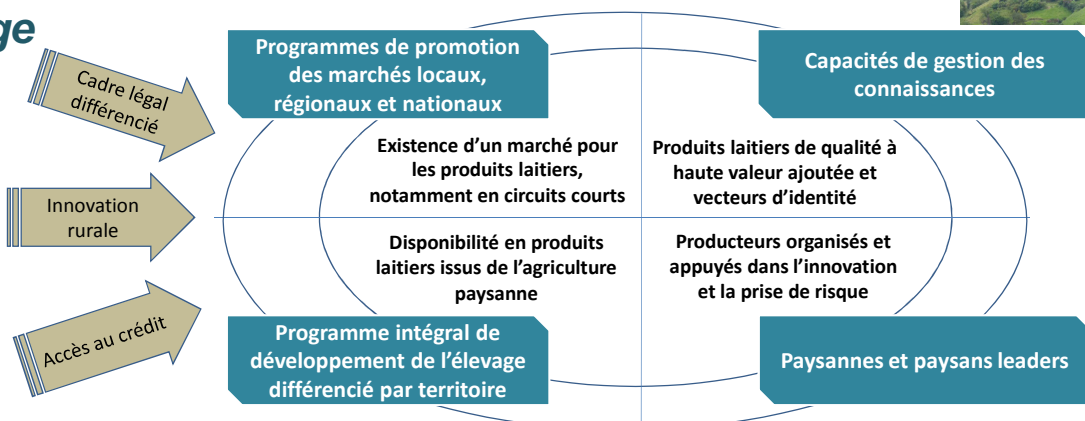 ge
Cadre légal
différencié
Innovation
rurale
Accès au crédit
Programmes de promotion
des marchés locaux,
régionaux et nationaux
Capacités de gestion des
connaissances
Existence d’un marché pour
les produits laitiers,
notamment en circuits courts
Produits laitiers de qualité à
haute valeur ajoutée et
vecteurs d’identité
Disponibilité en produits
laitiers issus de l’agriculture
paysanne
Producteurs organisés et
appuyés dans l’innovation
et la prise de risque
Programme intégral de
développement de l’élevage
différencié par territoire
Paysannes et paysans leaders